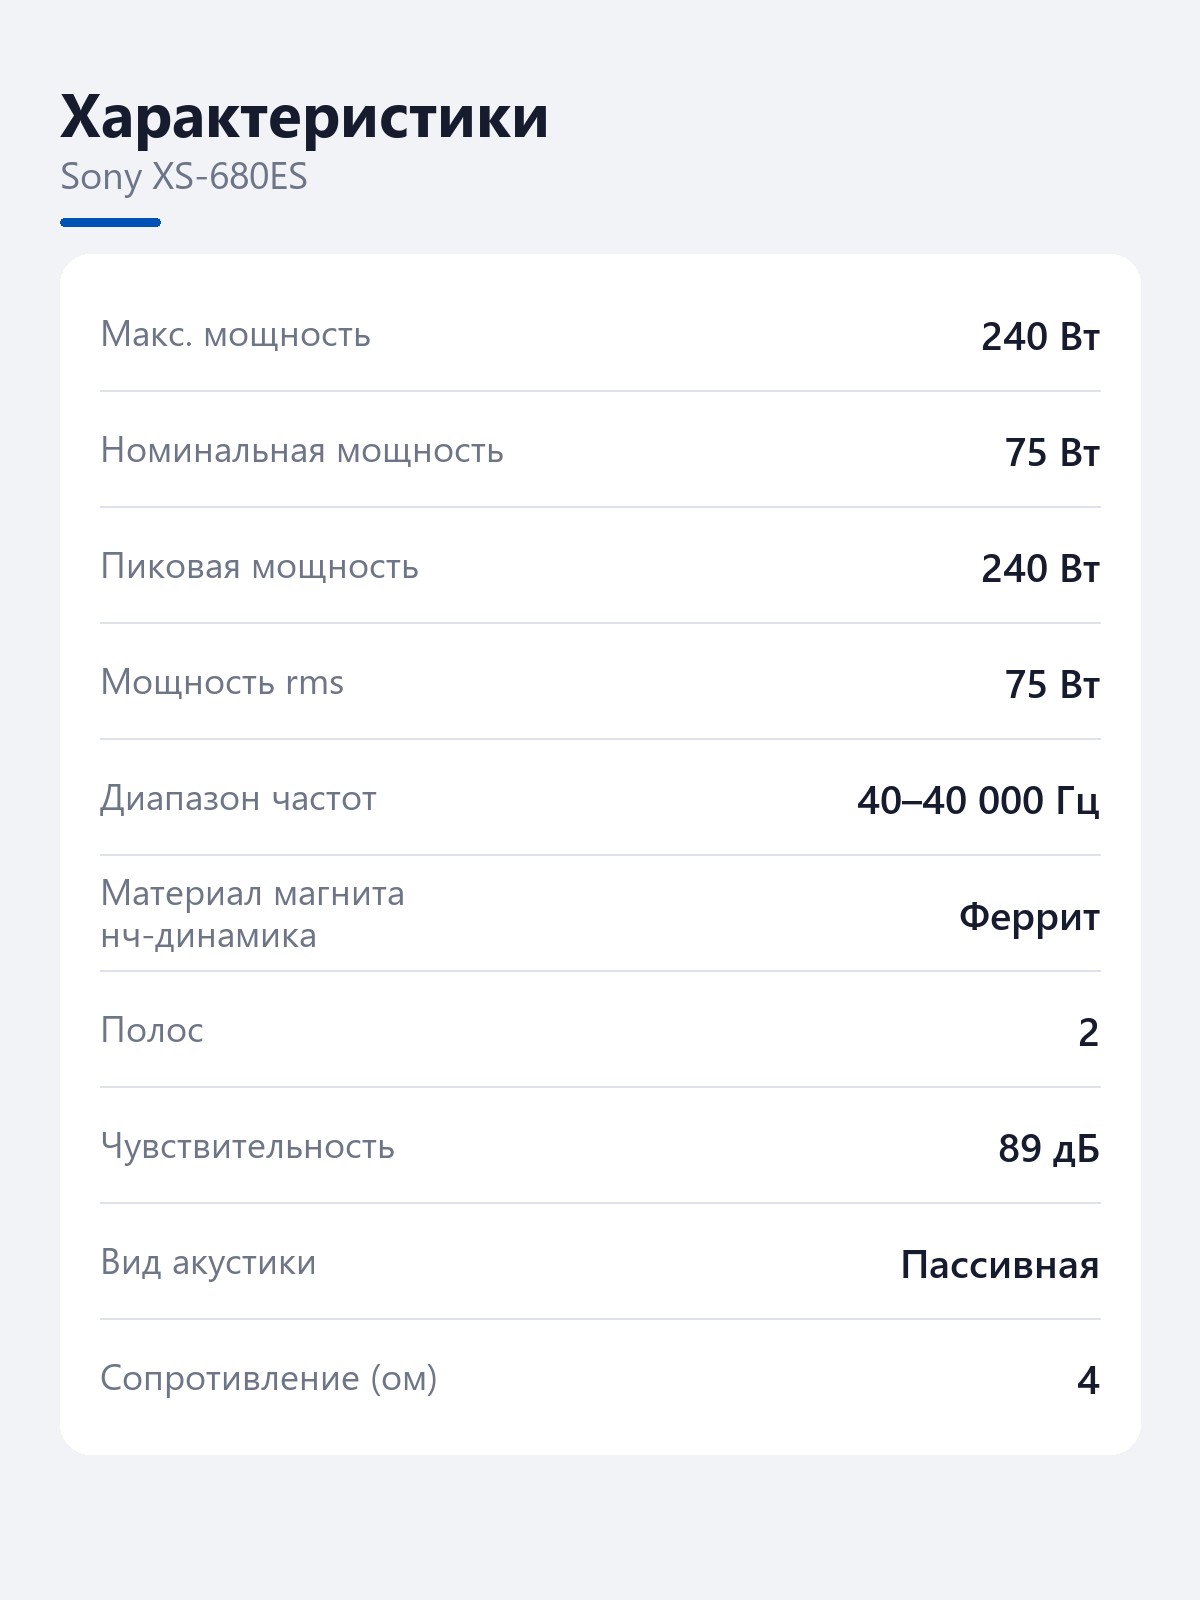 Характеристики
Sony XS-680ES
Макс. мощность
240 Вт
Номинальная мощность
75 Вт
Пиковая мощность
240 Вт
Мощность rms
75 Вт
Диапазон частот
40–40 000 Гц
Материал магнита
нч-динамика
Феррит
Полос
2
Чувствительность
89 дБ
Вид акустики
Пассивная
Сопротивление (ом)
4